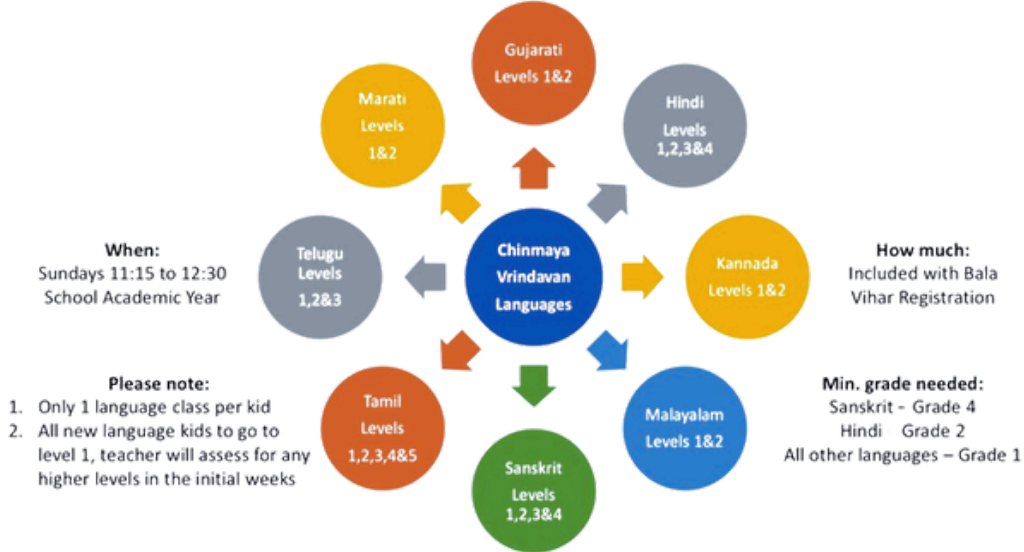 Gujarati
Levels 1&2
Marati
Levels
1&2
Hindi
Levels
1,2,3&4
When:
Sundays 11:15 to 12:30
School Academic Year
Telugu
Levels
1,2&3
Chinmaya
Vrindavan
Languages
Kannada
Levels 1&2
How much:
Included with Bala
Vihar Registration
Please note:
1. Only 1 language class per kid
2. All new language kids to go to
level 1, teacher will assess for any
higher levels in the initial weeks
Tamil
Levels
1,2,3,4&5
Sanskrit
Levels
1,2,3&4
Malayalam
Levels 1&2
Min. grade needed:
Sanskrit - Grade 4
Hindi Grade 2
All other languages – Grade 1